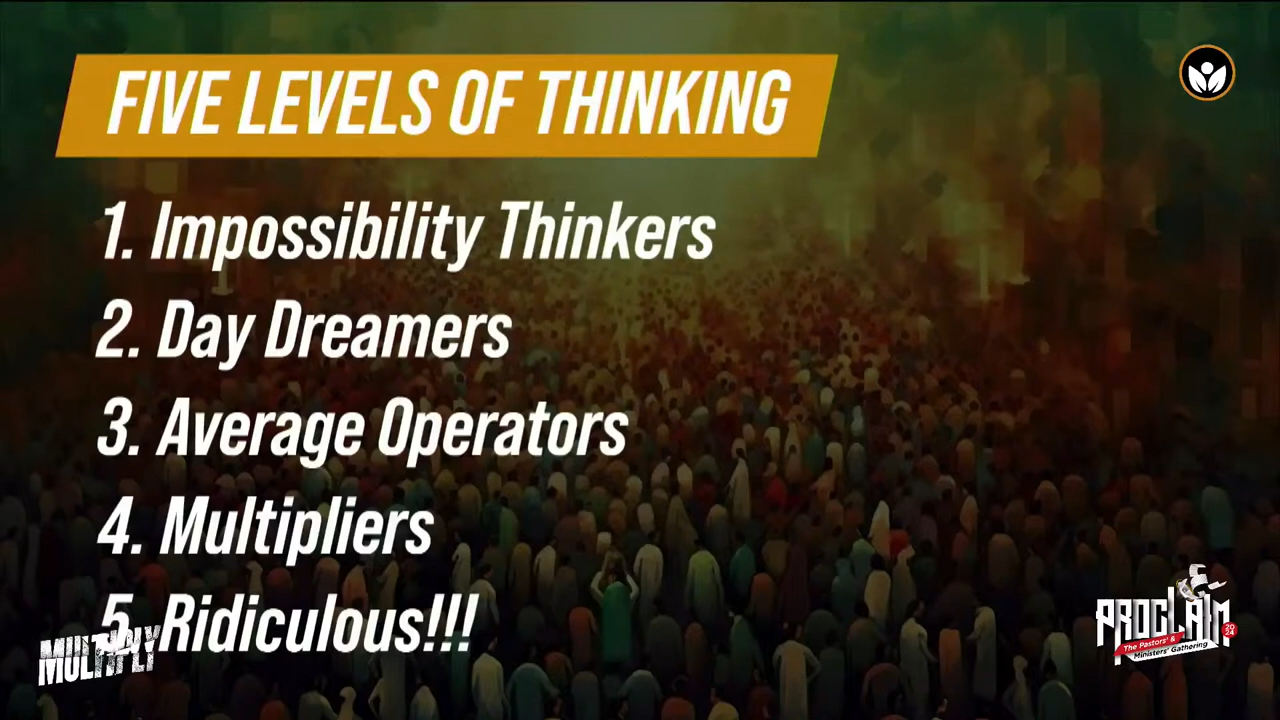 FIVE LEVELS OF THINKING
1. Impossibility Thinkers
2. Day Dreamers
3. Average Operators
4. Multipliers
5. Ridiculous!!!
MULTIPLY
PROCLAIM
2024
The Pastors' &
Ministers' Gathering